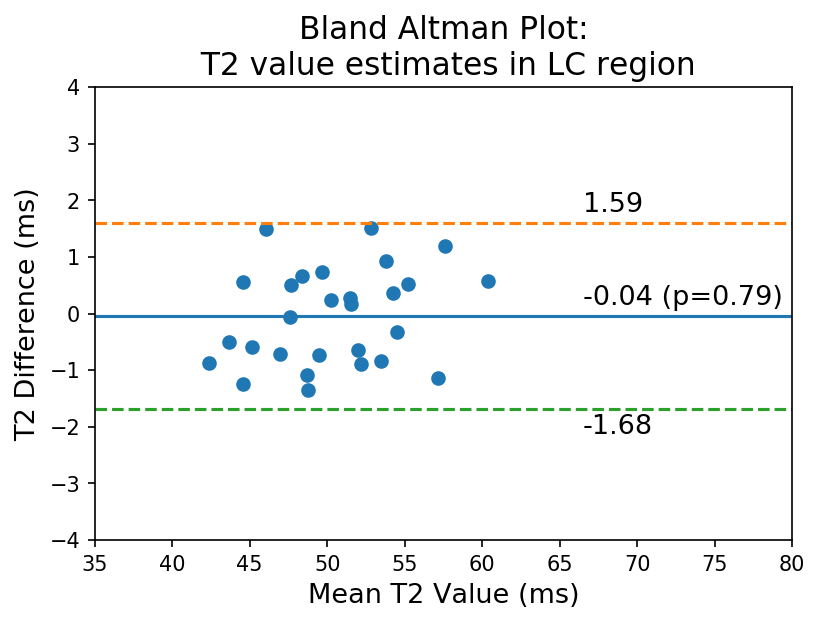 Bland Altman Plot:
T2 value estimates in LC region
T2 Difference (ms)
4
3
2
1
0
−1
−2
−3
−4
1.59
-0.04 (p=0.79)
-1.68
35 40 45 50 55 60 65 70 75 80
Mean T2 Value (ms)